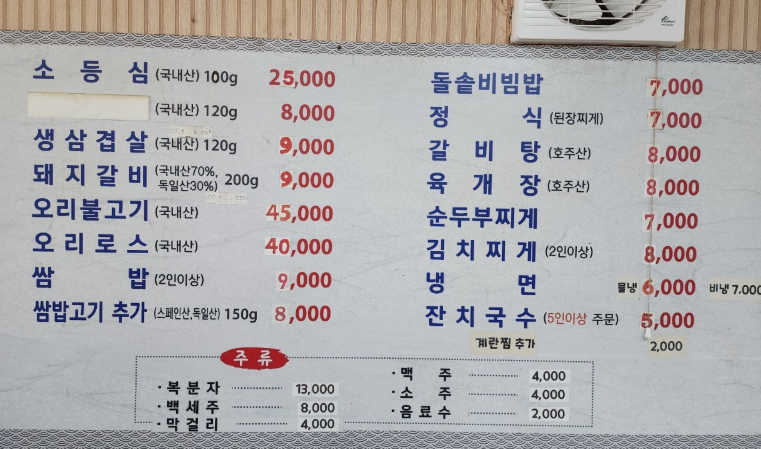 소 등 심 (국내산) 100g 25,000
(국내산) 120g 8,000
생 삼 겹 살 (국내산) 120g 9,000
돼 지 갈 비 (국내산70%, 독일산30%) 200g 9,000
오리불고기 (국내산) 45,000
오 리 로 스 (국내산) 40,000
쌈 밥 (2인이상) 9,000
쌈밥고기 추가 (스페인산,독일산) 150g 8,000
돌솥비빔밥 7,000
정 식 (된장찌게) 7,000
갈 비 탕 (호주산) 8,000
육 개 장 (호주산) 8,000
순두부찌게 7,000
김 치 찌 게 (2인이상) 8,000
냉 면 물냉 6,000 비냉 7.000
잔 치 국 수 (5인이상 주문) 5,000
계란찜 추가 2,000
주 류
· 복 분 자 13,000
· 백 세 주 8,000
· 막 걸 리 4,000
· 맥 주 4,000
· 소 주 4,000
· 음 료 수 2,000